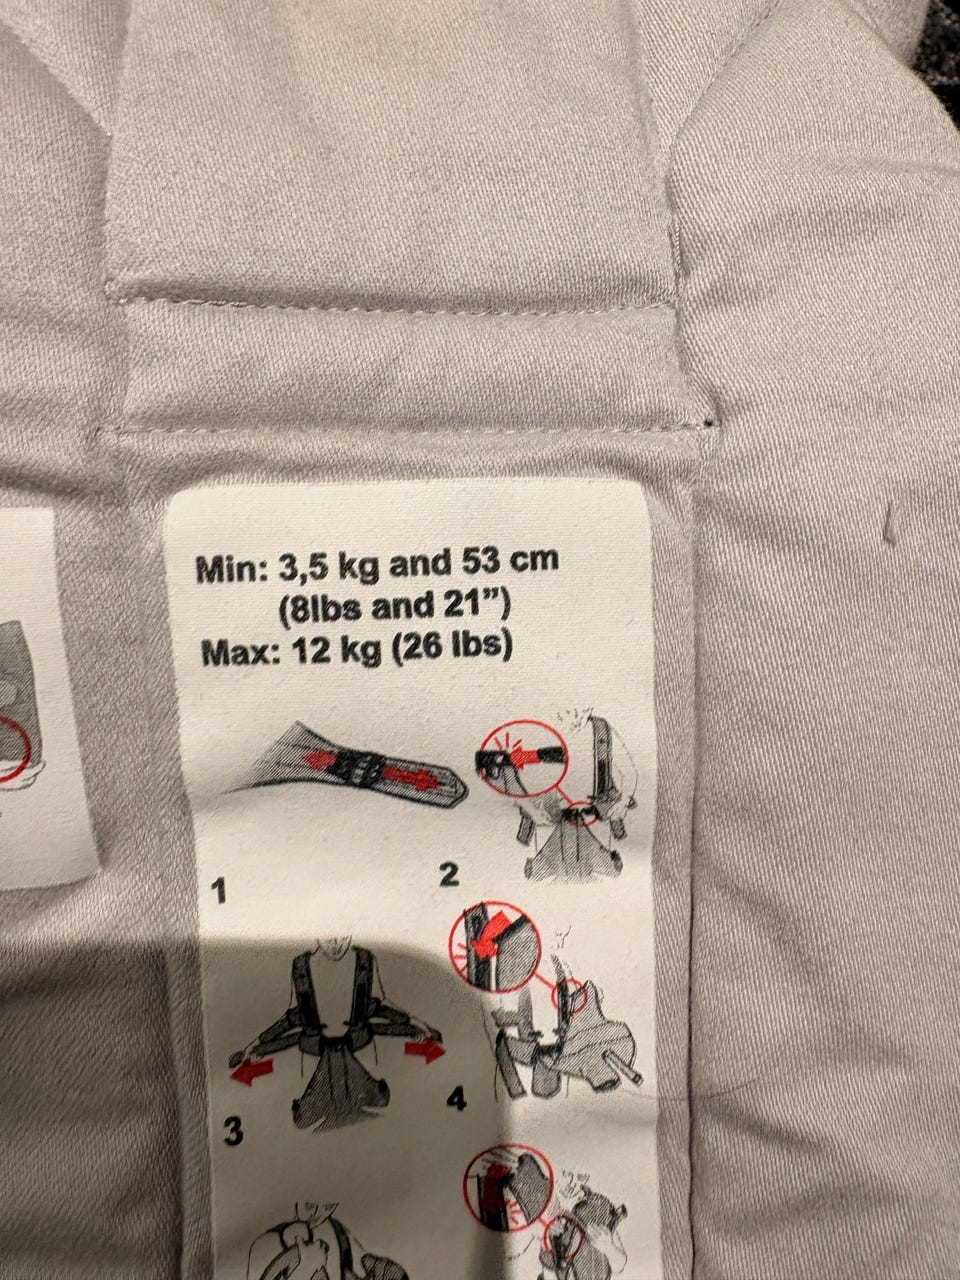 Min: 3,5 kg and 53 cm
(8lbs and 21”)
Max: 12 kg (26 lbs)
1
2
3
4